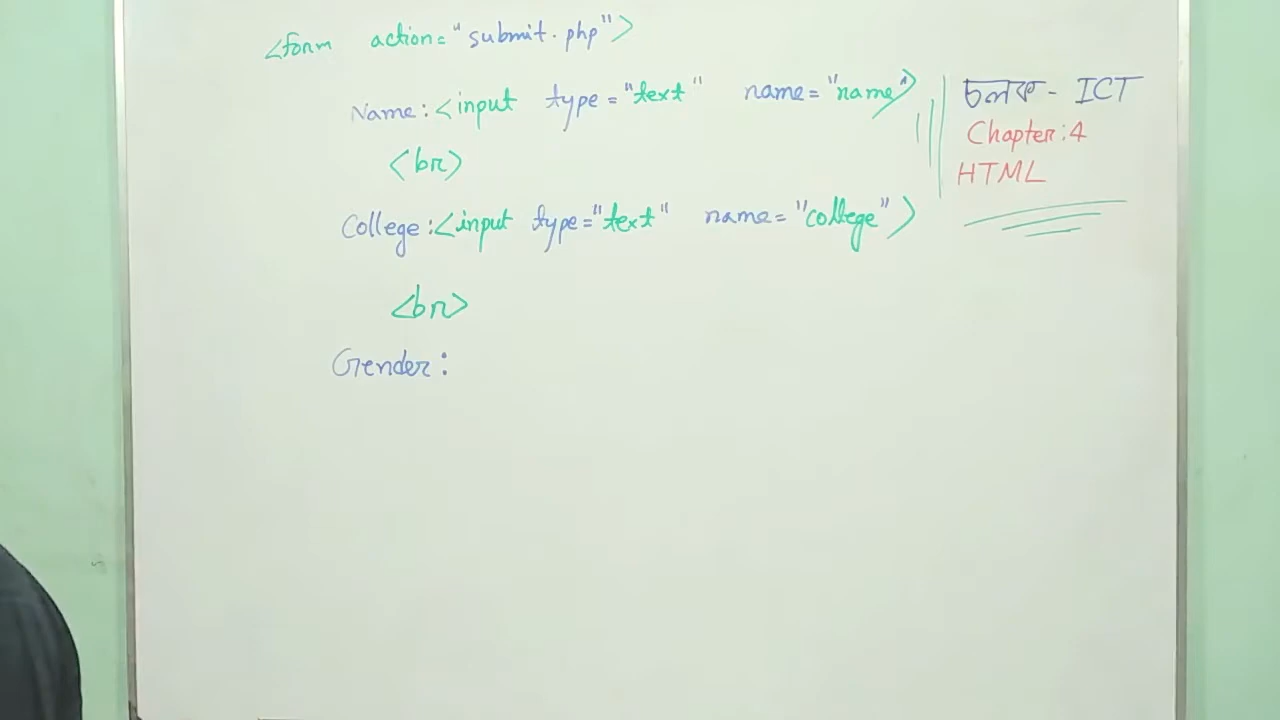 <form action="submit.php">
Name:<input type="text" name="name">
<br>
College:<input type="text" name="college">
<br>
Gender:
চলক- ICT
Chapter:4
HTML